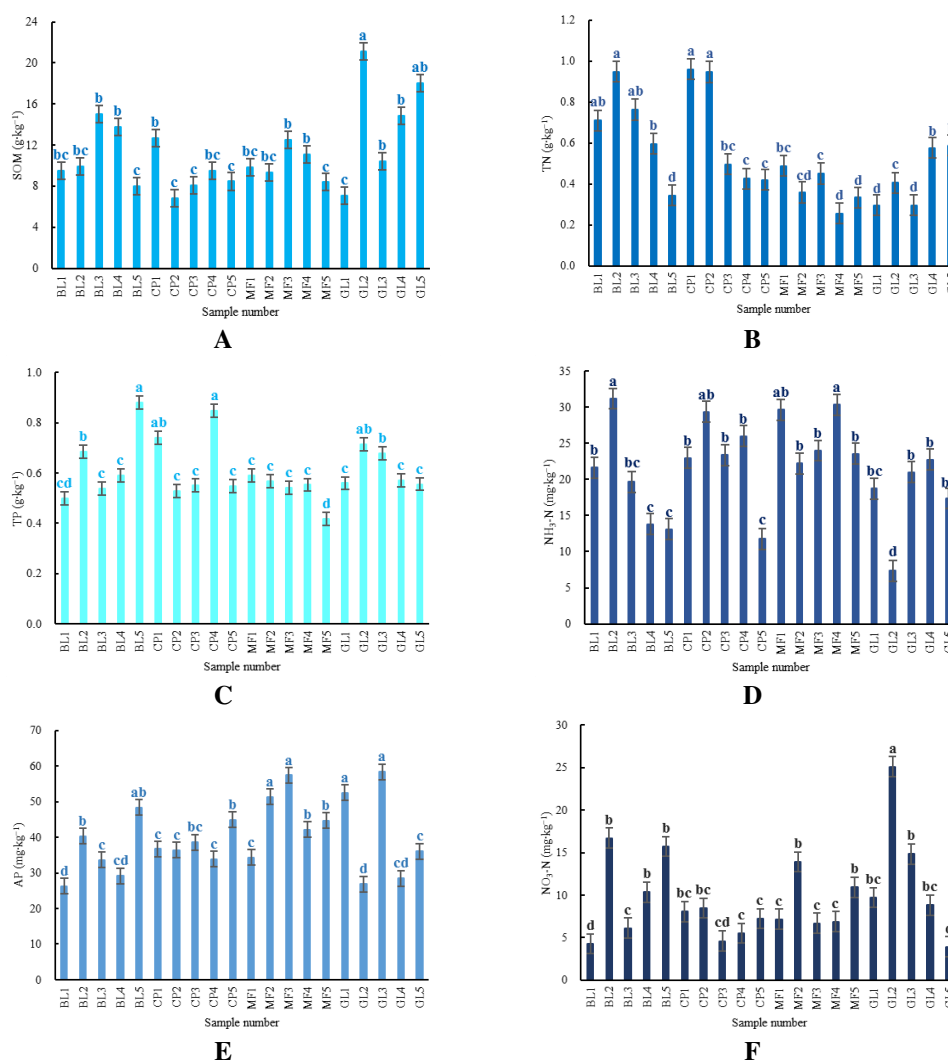 SOM (g·kg⁻¹)
24
20
16
12
8
4
0
bc bc b b c b c c bc c bc bc b b c c a b b ab
BL1 BL2 BL3 BL4 BL5 CP1 CP2 CP3 CP4 CP5 MF1 MF2 MF3 MF4 MF5 GL1 GL2 GL3 GL4 GL5
Sample number
A
TN (g·kg⁻¹)
1.2
1.0
0.8
0.6
0.4
0.2
0.0
ab a ab b d a a bc c c bc cd c d d d c d b
BL1 BL2 BL3 BL4 BL5 CP1 CP2 CP3 CP4 CP5 MF1 MF2 MF3 MF4 MF5 GL1 GL2 GL3 GL4
Sample number
B
TP (g·kg⁻¹)
1.0
0.8
0.6
0.4
0.2
0.0
cd b c c a ab c c a c c c c c d c ab b c c
BL1 BL2 BL3 BL4 BL5 CP1 CP2 CP3 CP4 CP5 MF1 MF2 MF3 MF4 MF5 GL1 GL2 GL3 GL4 GL5
Sample number
C
NH₃-N (mg·kg⁻¹)
35
30
25
20
15
10
5
0
b a bc c c b ab b b c ab b b a b bc d b b
BL1 BL2 BL3 BL4 BL5 CP1 CP2 CP3 CP4 CP5 MF1 MF2 MF3 MF4 MF5 GL1 GL2 GL3 GL4
Sample number
D
AP (mg·kg⁻¹)
70
60
50
40
30
20
10
0
d b c cd ab c c bc c b c a a b b a d a cd c
BL1 BL2 BL3 BL4 BL5 CP1 CP2 CP3 CP4 CP5 MF1 MF2 MF3 MF4 MF5 GL1 GL2 GL3 GL4 GL5
Sample number
E
NO₃-N (mg·kg⁻¹)
30
25
20
15
10
5
0
d b c b b bc bc cd c c c b c c b bc a b c
BL1 BL2 BL3 BL4 BL5 CP1 CP2 CP3 CP4 CP5 MF1 MF2 MF3 MF4 MF5 GL1 GL2 GL3 GL4
Sample number
F